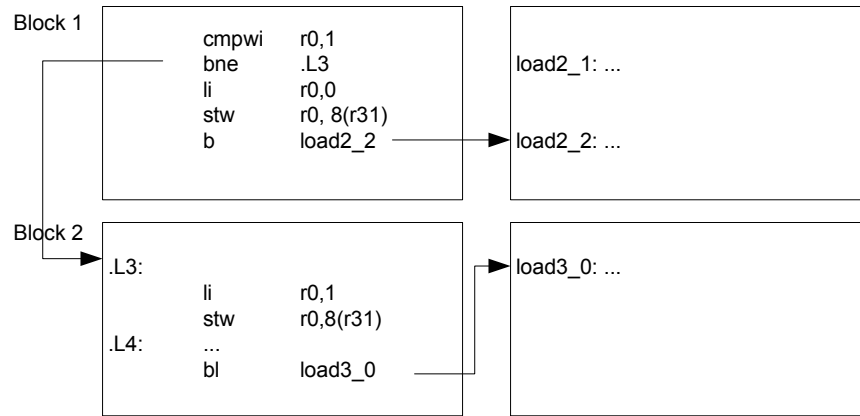 Block 1
cmpwi r0,1
bne .L3
li r0,0
stw r0, 8(r31)
b load2_2
load2_1: ...
load2_2: ...
Block 2
.L3:
li r0,1
stw r0,8(r31)
.L4: ...
bl load3_0
load3_0: ...